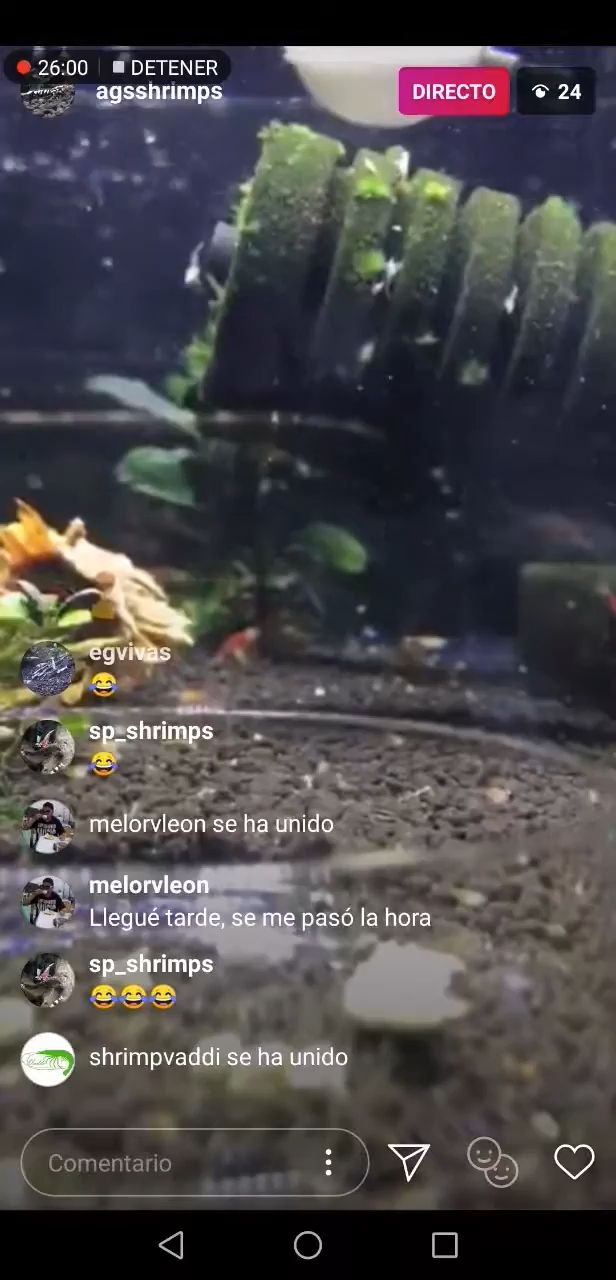 26:00 DETENER
agsshrimps
DIRECTO 24
egvivas
😂
sp_shrimps
😂
melorvleon se ha unido
melorvleon
Llegué tarde, se me pasó la hora
sp_shrimps
😂😂😂
shrimpvaddi se ha unido
Comentario